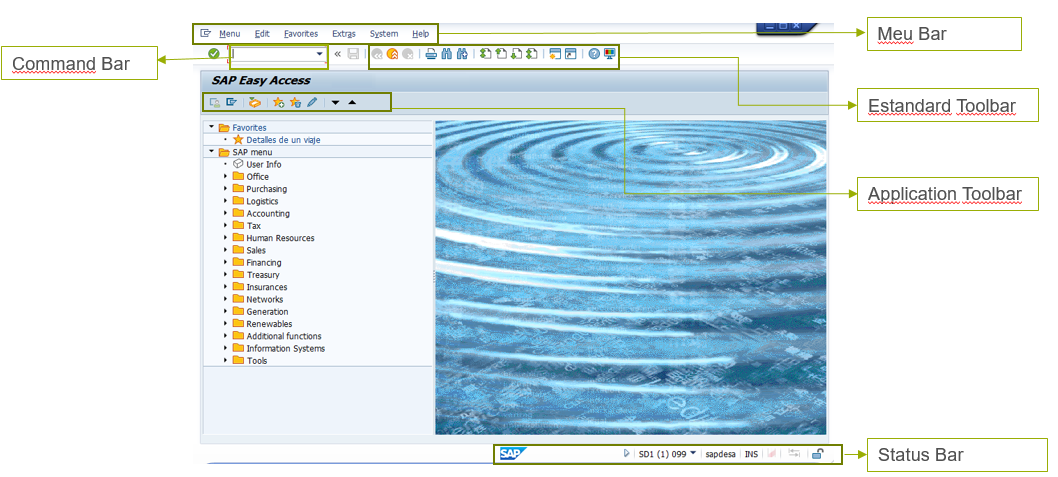 Menu Edit Favorites Extras System Help
Meu Bar
Command Bar
SAP Easy Access
Estandard Toolbar
Favorites
Detalles de un viaje
SAP menu
User Info
Office
Purchasing
Logistics
Accounting
Tax
Human Resources
Sales
Financing
Treasury
Insurances
Networks
Generation
Renewables
Additional functions
Information Systems
Tools
Application Toolbar
SAP SD1 (1) 099 sapdesa INS
Status Bar